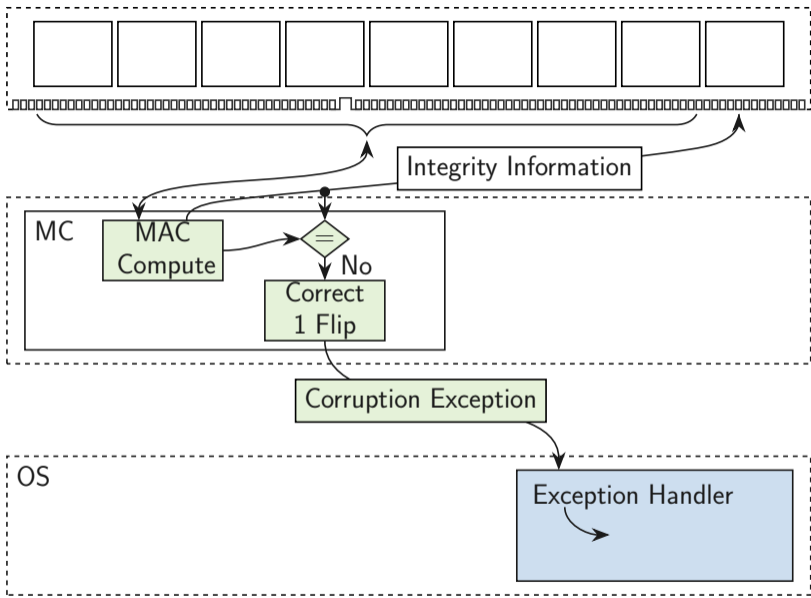 Integrity Information
MC
MAC
Compute
=
No
Correct
1 Flip
Corruption Exception
OS
Exception Handler